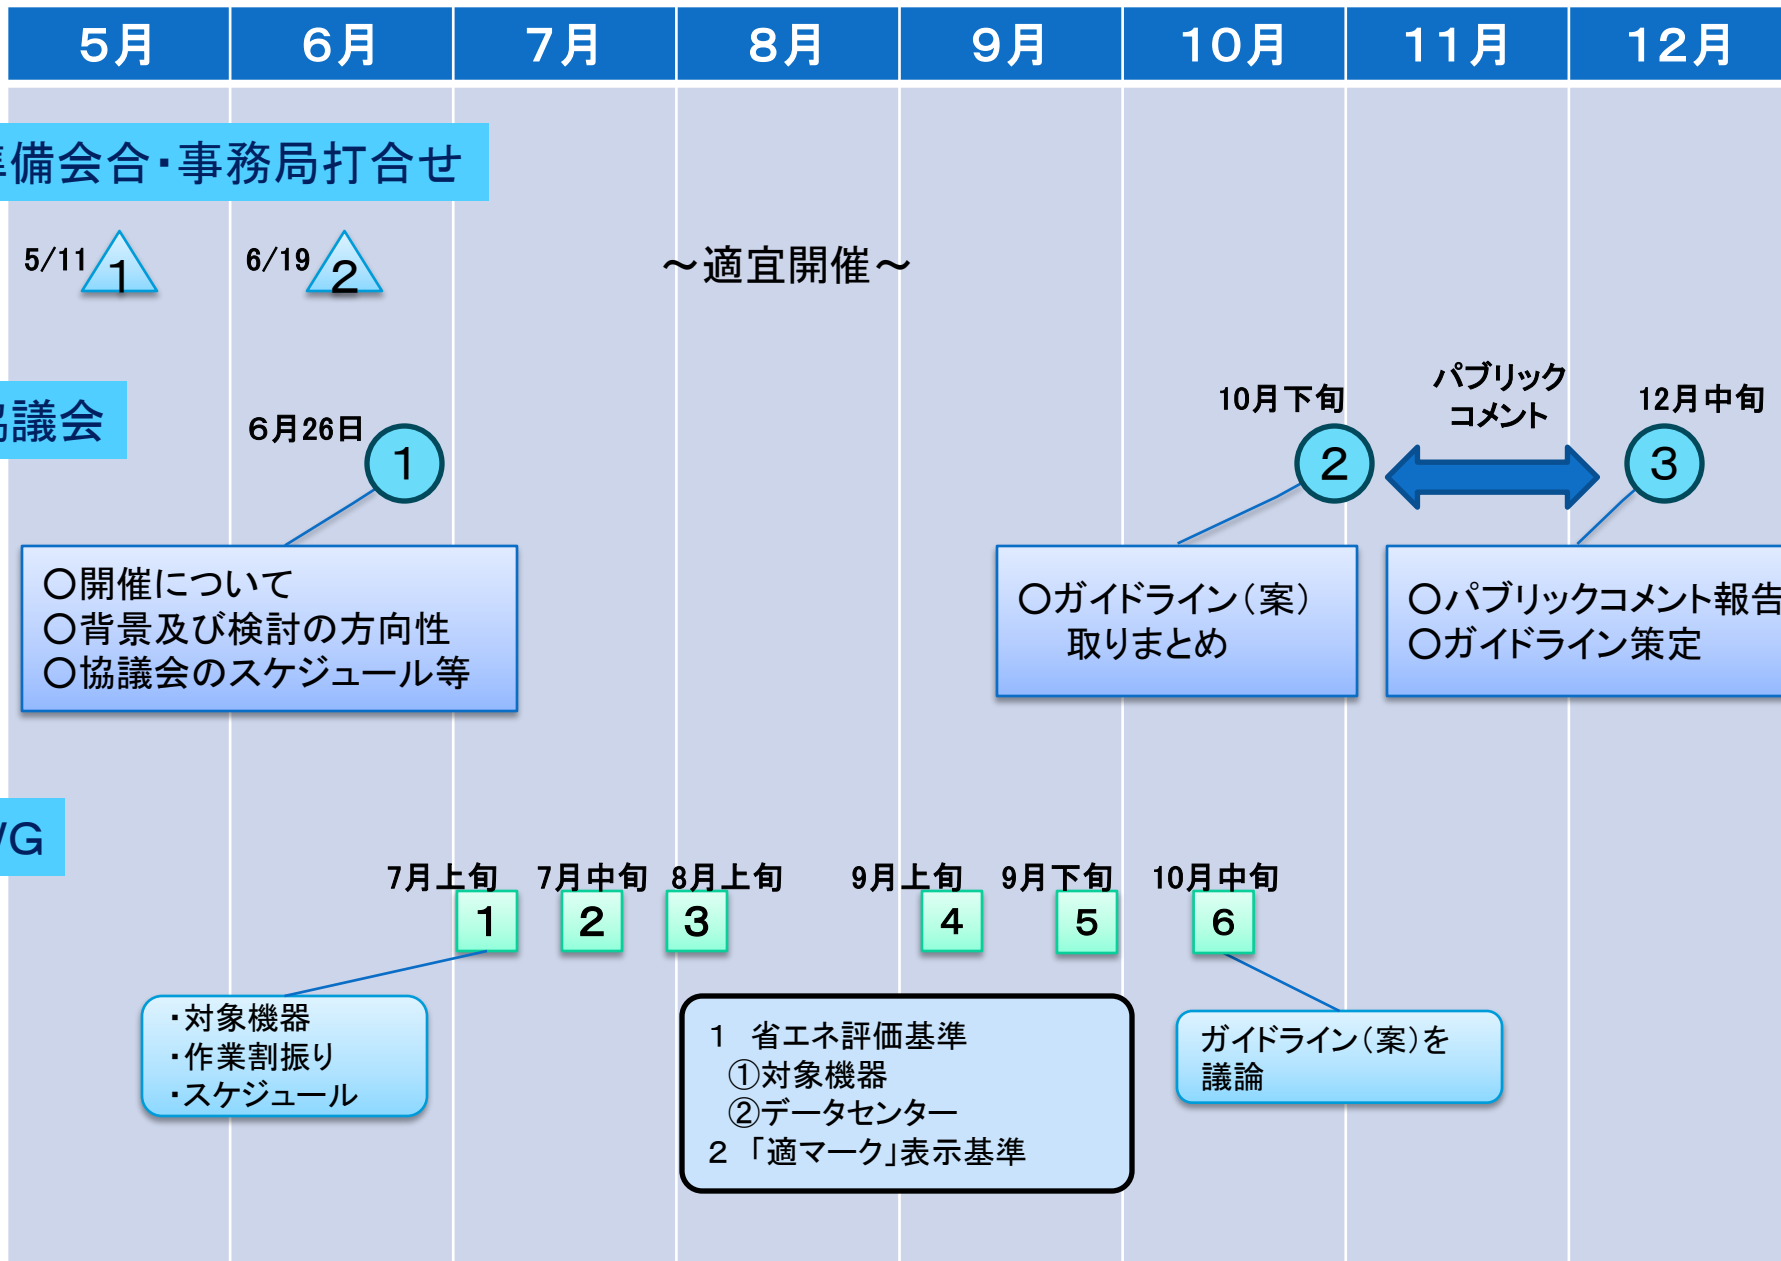 5月 6月 7月 8月 9月 10月 11月 12月
備会合・事務局打合せ
5/11 1 6/19 2 ～適宜開催～
議会
6月26日 1 10月下旬 2 パブリック
コメント 12月中旬 3
○開催について
○背景及び検討の方向性
○協議会のスケジュール等
○ガイドライン（案）
取りまとめ
○パブリックコメント報告
○ガイドライン策定
G
7月上旬 7月中旬 8月上旬 9月上旬 9月下旬 10月中旬
1 2 3 4 5 6
・対象機器
・作業割振り
・スケジュール
1 省エネ評価基準
①対象機器
②データセンター
2 「適マーク」表示基準
ガイドライン（案）を
議論